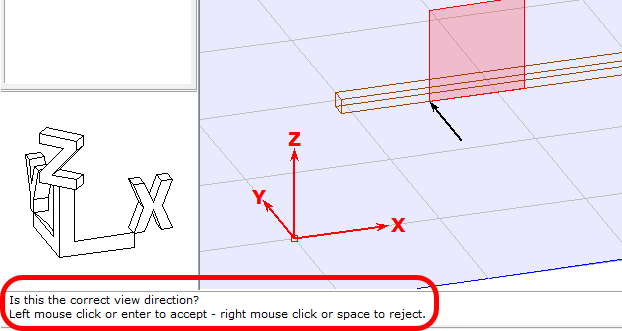 Z
Y
X
Z
Y
X
Is this the correct view direction?
Left mouse click or enter to accept - right mouse click or space to reject.